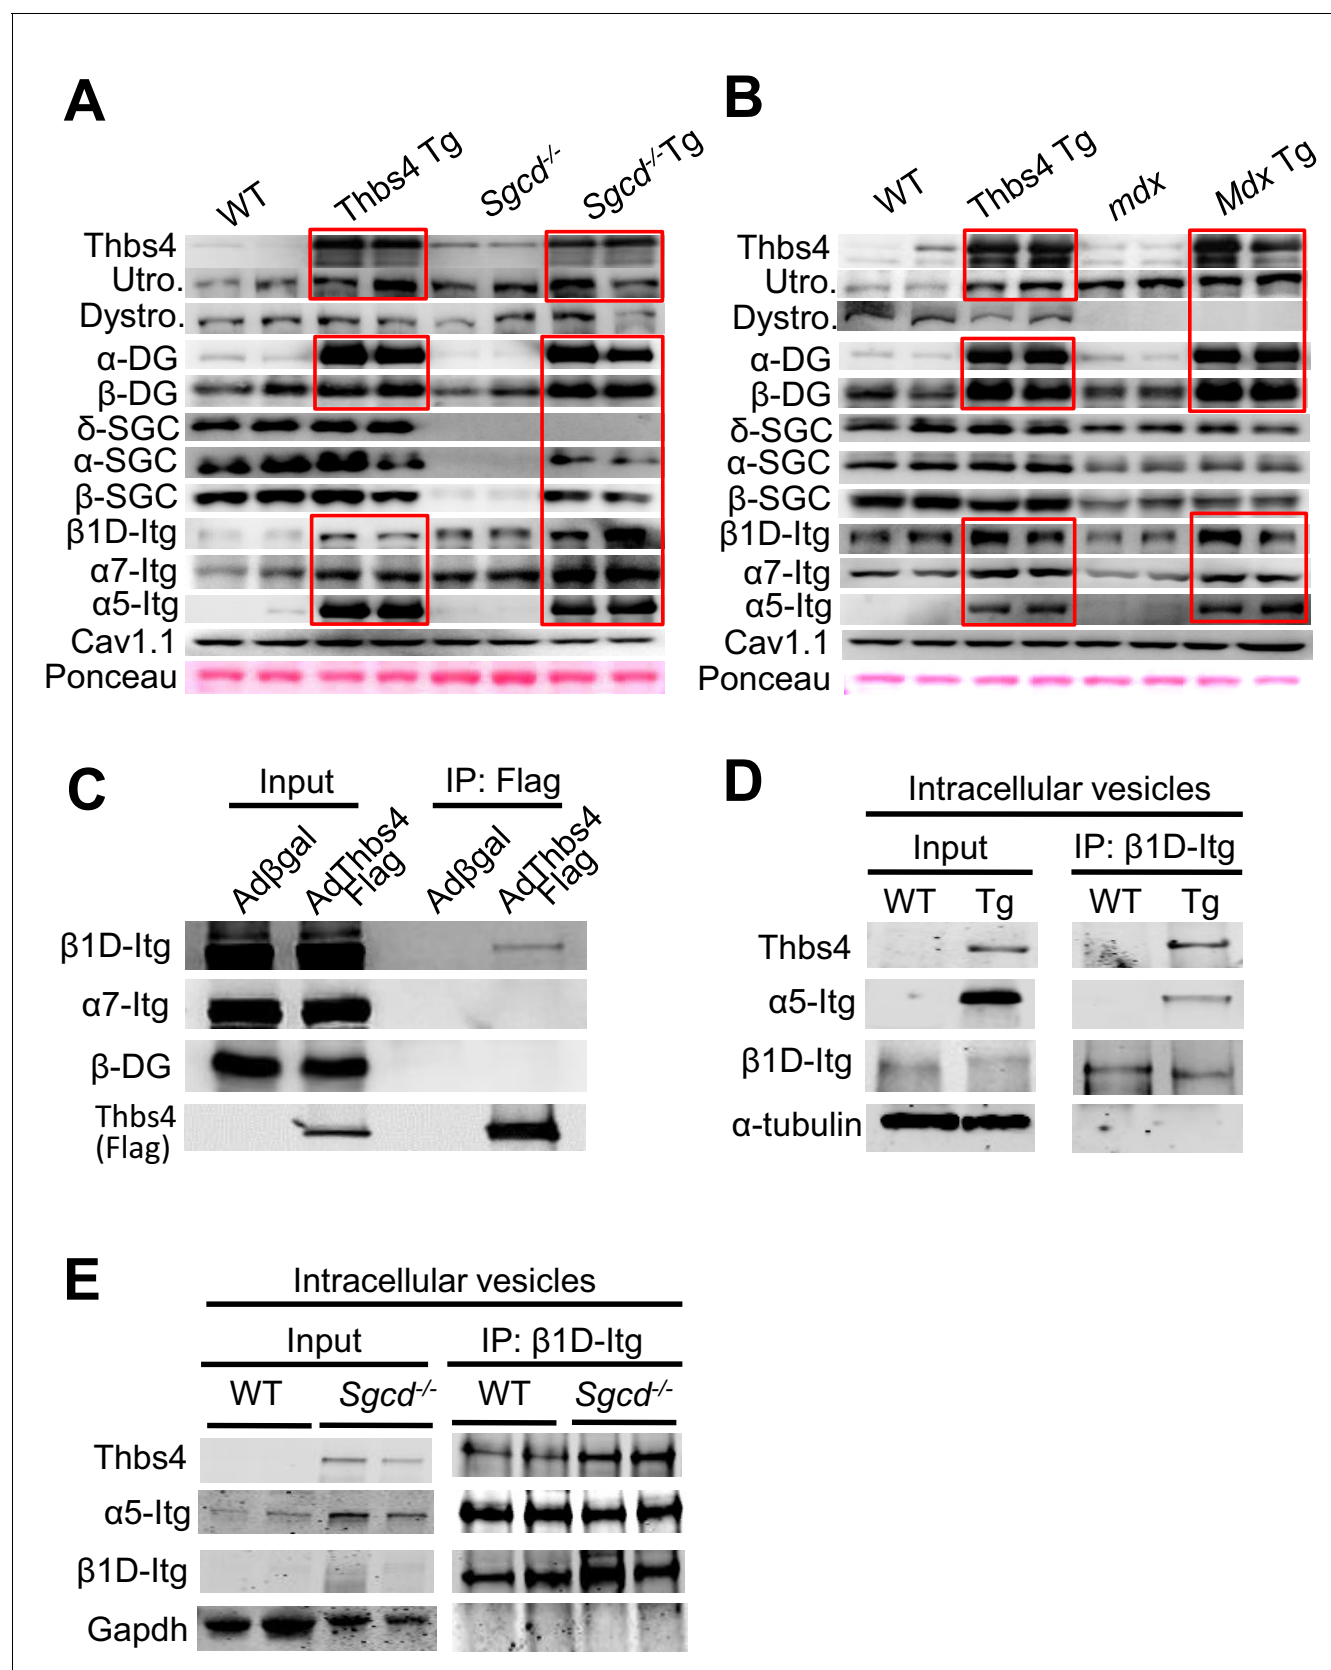 A
WT
Thbs4 Tg
Sgcd-/-
Sgcd-/-Tg
Thbs4
Utro.
Dystro.
α-DG
β-DG
δ-SGC
α-SGC
β-SGC
β1D-Itg
α7-Itg
α5-Itg
Cav1.1
Ponceau
B
WT
Thbs4 Tg
mdx
Mdx Tg
Thbs4
Utro.
Dystro.
α-DG
β-DG
δ-SGC
α-SGC
β-SGC
β1D-Itg
α7-Itg
α5-Itg
Cav1.1
Ponceau
C
Input
IP: Flag
Adβgal
AdThbs4
Flag
Adβgal
AdThbs4
Flag
β1D-Itg
α7-Itg
β-DG
Thbs4
(Flag)
D
Intracellular vesicles
Input
IP: β1D-Itg
WT
Tg
WT
Tg
Thbs4
α5-Itg
β1D-Itg
α-tubulin
E
Intracellular vesicles
Input
IP: β1D-Itg
WT
Sgcd-/-
WT
Sgcd-/-
Thbs4
α5-Itg
β1D-Itg
Gapdh